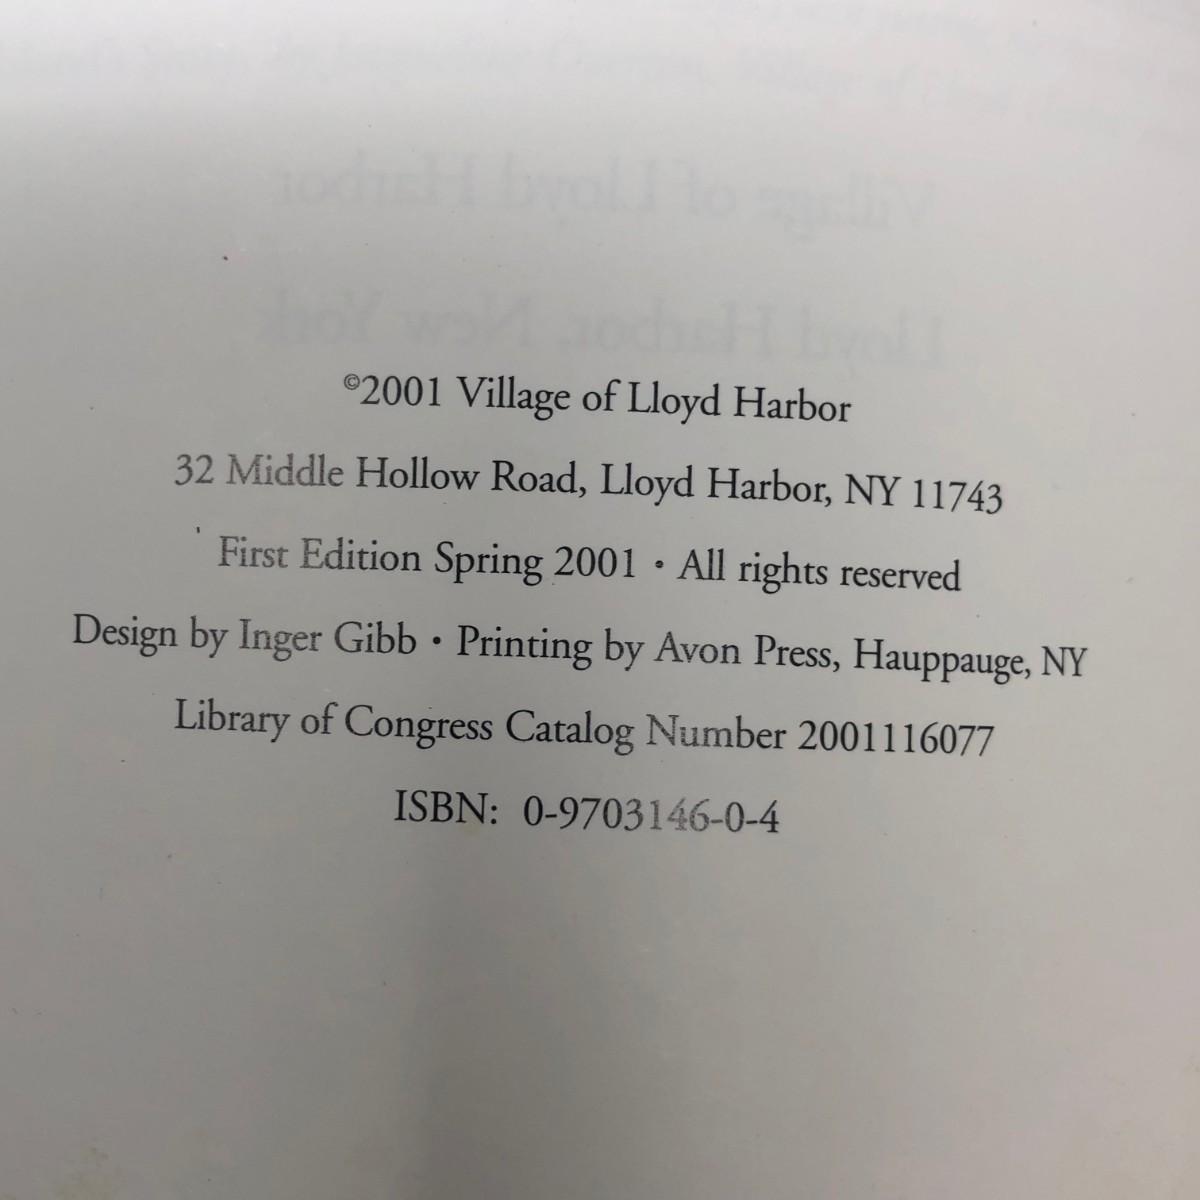 ©2001 Village of Lloyd Harbor
32 Middle Hollow Road, Lloyd Harbor, NY 11743
First Edition Spring 2001 • All rights reserved
Design by Inger Gibb • Printing by Avon Press, Hauppauge, NY
Library of Congress Catalog Number 2001116077
ISBN: 0-9703146-0-4